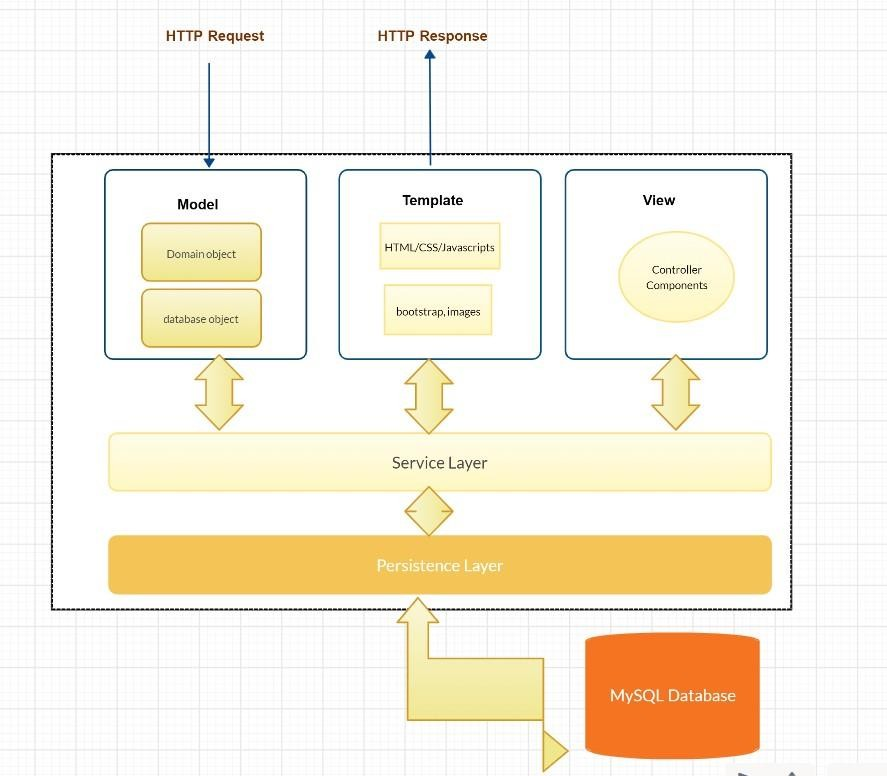 HTTP Request
HTTP Response
Model
Domain object
database object
Template
HTML/CSS/Javascripts
bootstrap, images
View
Controller
Components
Service Layer
Persistence Layer
MySQL Database